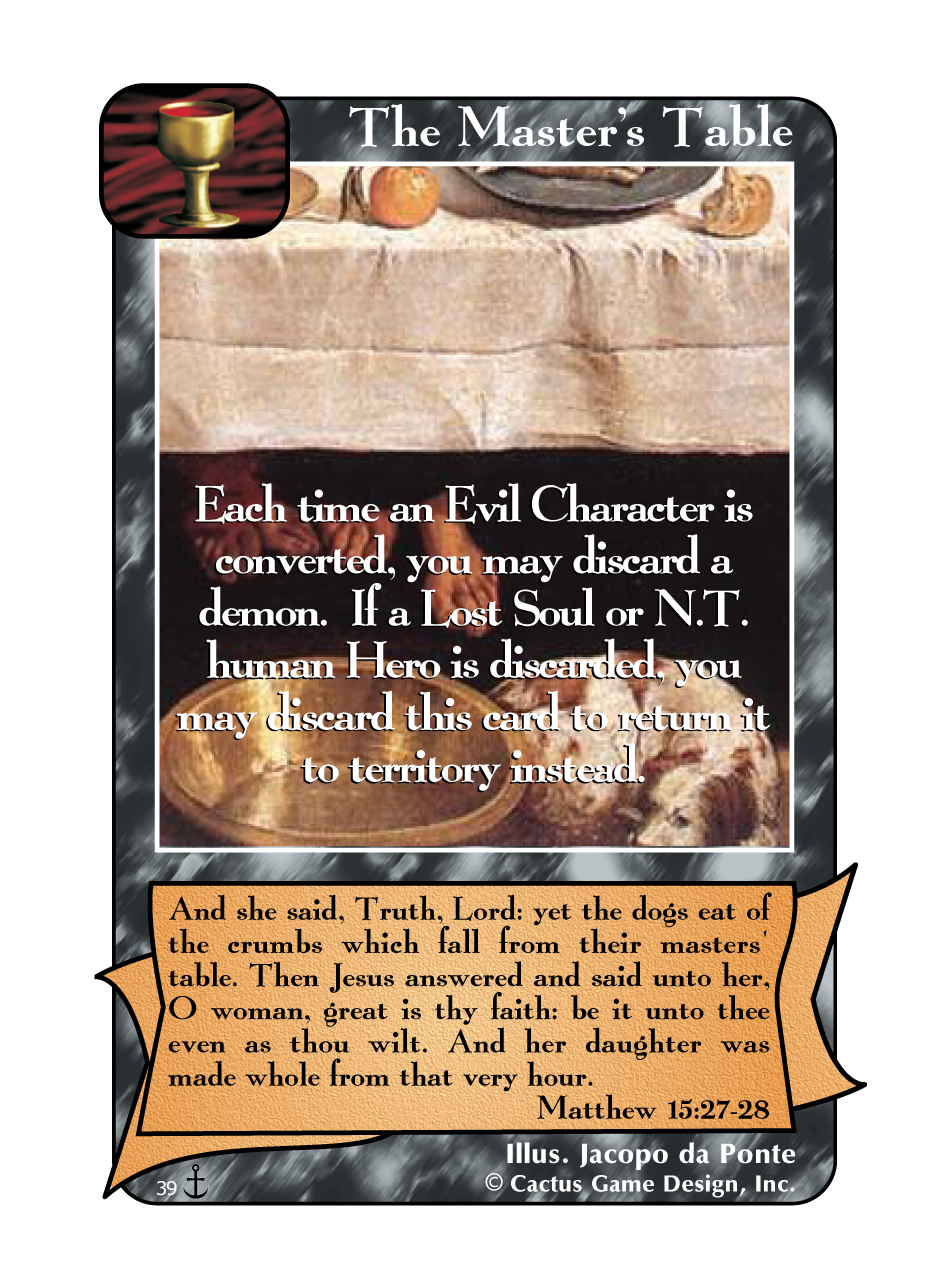 The Master's Table
Each time an Evil Character is
converted, you may discard a
demon. If a Lost Soul or N.T.
human Hero is discarded, you
may discard this card to return it
to territory instead.
And she said, Truth, Lord: yet the dogs eat of
the crumbs which fall from their masters'
table. Then Jesus answered and said unto her,
O woman, great is thy faith: be it unto thee
even as thou wilt. And her daughter was
made whole from that very hour.
Matthew 15:27-28
Illus. Jacopo da Ponte
39
© Cactus Game Design, Inc.